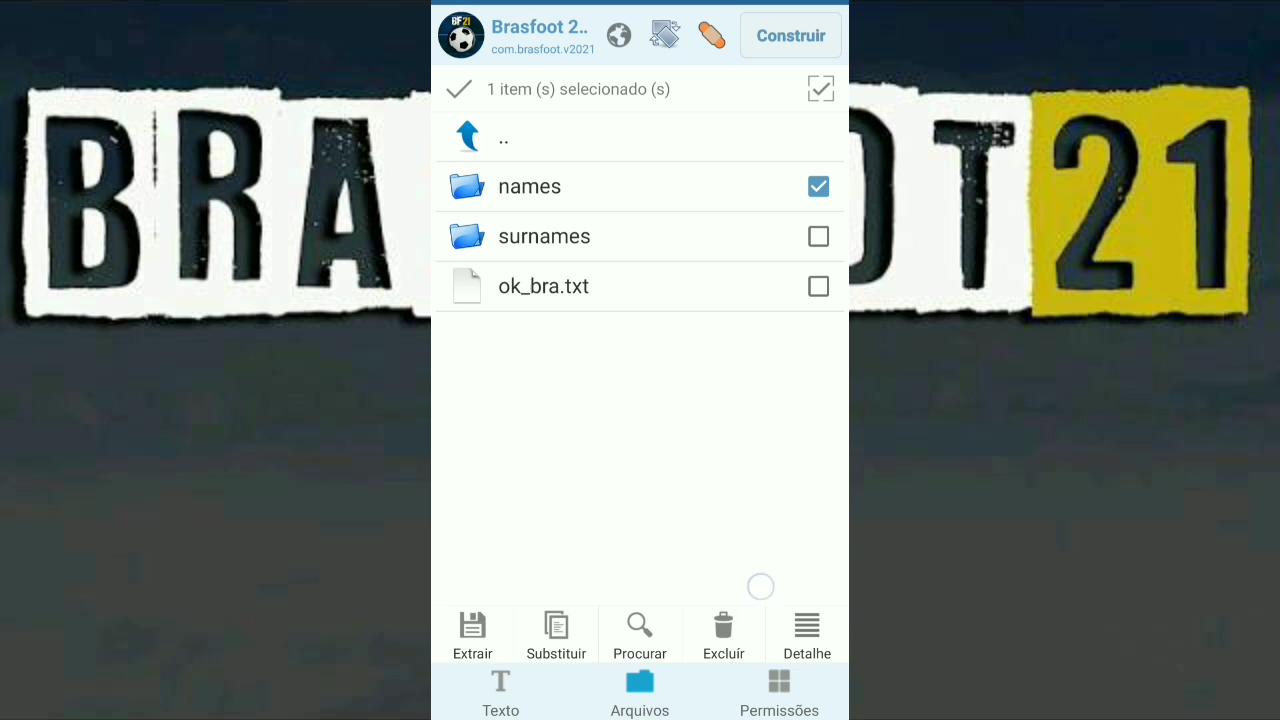 BRA
OT21
BF21
Brasfoot 2..
com.brasfoot.v2021
Construir
1 item (s) selecionado (s)
..
names
surnames
ok_bra.txt
Extrair
Substituir
Procurar
Excluír
Detalhe
Texto
Arquivos
Permissões